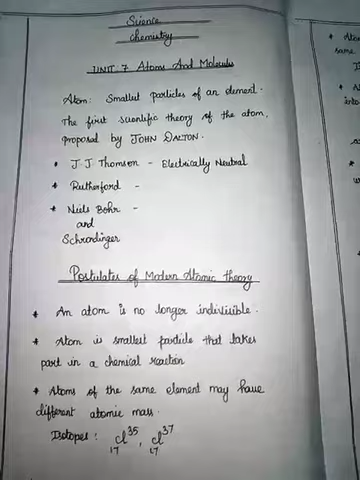 Science
chemistry
UNIT: 7 Atoms And Molecules
Atom: Smallest particles of an element.
The first scientific theory of the atom,
proposed by JOHN DALTON.
* J. J Thomson - Electrically Neutral
* Rutherford -
* Niels Bohr -
and
Schrondinger
Postulates of Modern Atomic theory
* An atom is no longer indivisible.
* Atom is smallest particle that takes
part in a chemical reaction
* Atoms of the same element may have
different atomic mass.
Isotopes: ₁₇Cl³⁵, ₁₇Cl³⁷
same.
into